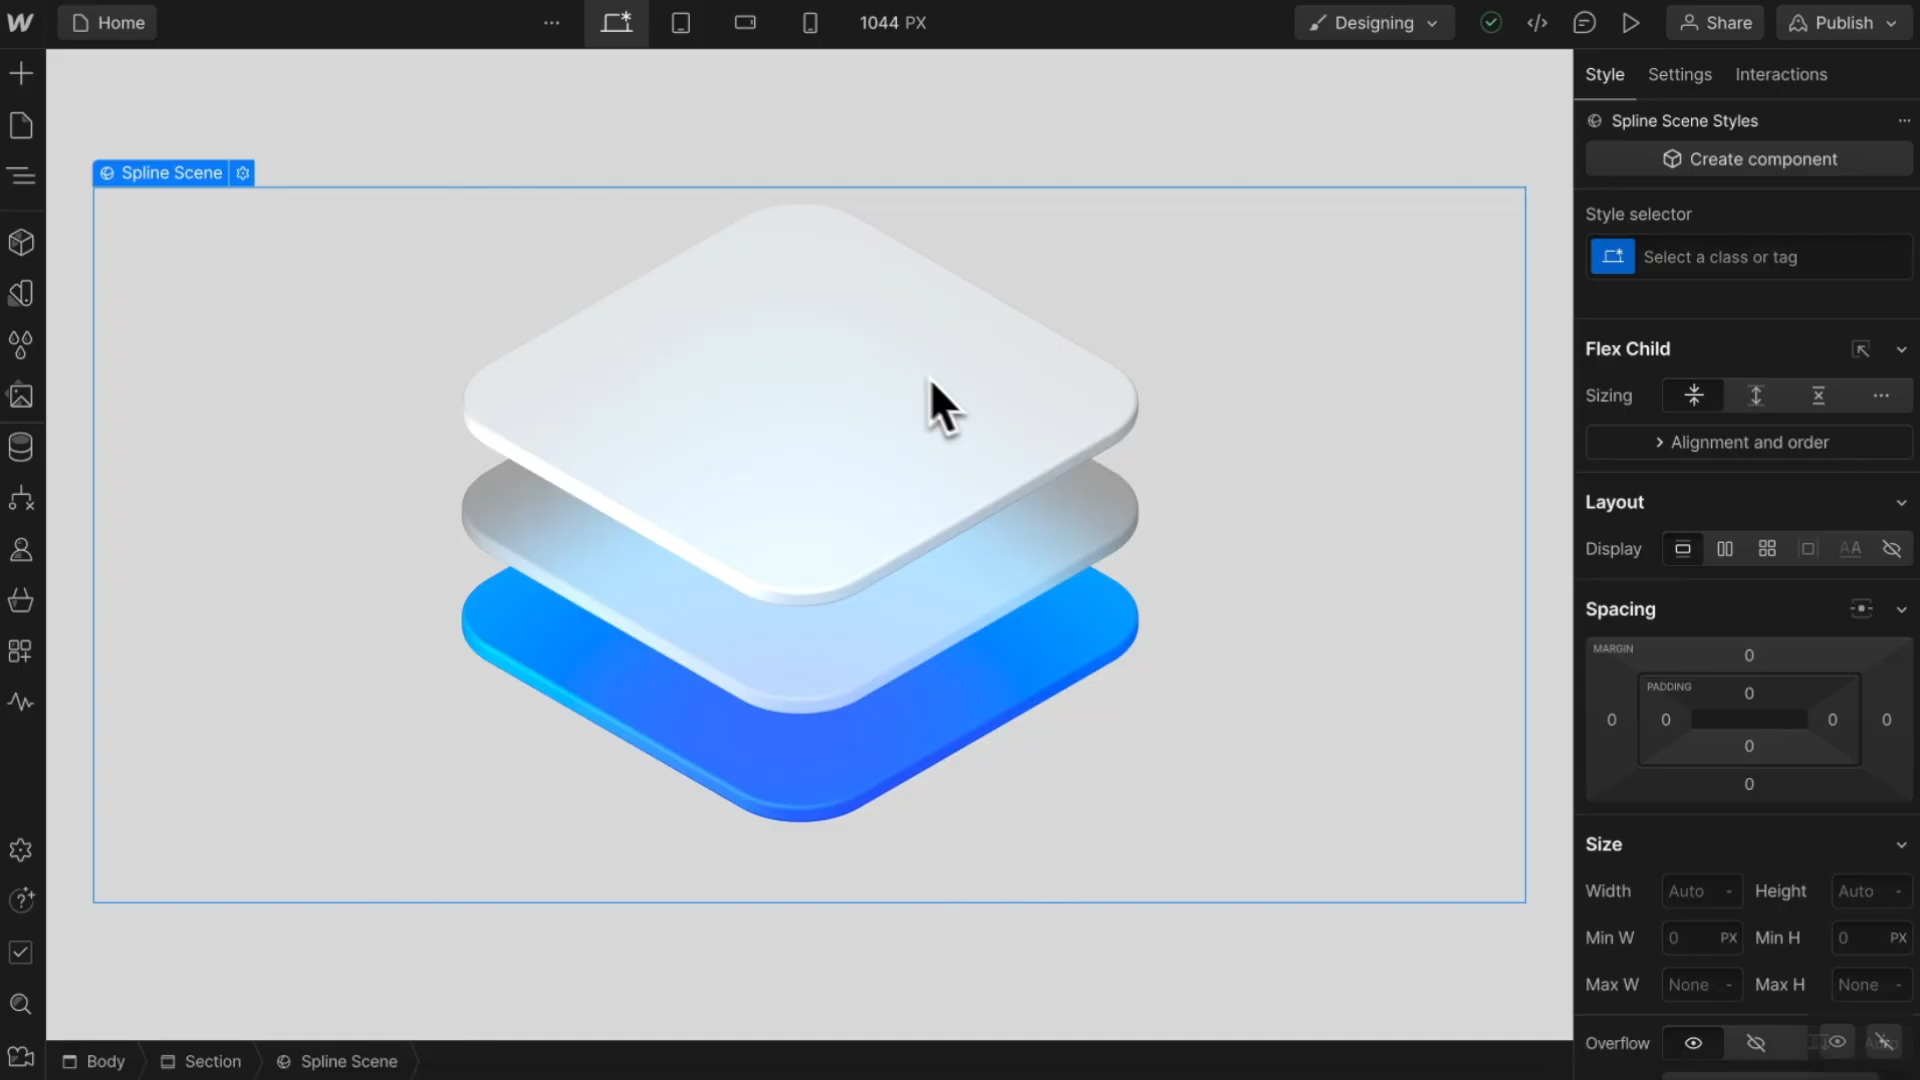 Home
1044 PX
Designing
Share
Publish
Style Settings Interactions
Spline Scene Styles
Create component
Style selector
Select a class or tag
Spline Scene
Flex Child
Sizing
Alignment and order
Layout
Display
AA
Spacing
MARGIN
0
PADDING
0
0 0 0 0
0
0
Size
Width Auto - Height Auto -
Min W 0 PX Min H 0 PX
Max W None - Max H None -
Overflow Auto
Body Section Spline Scene